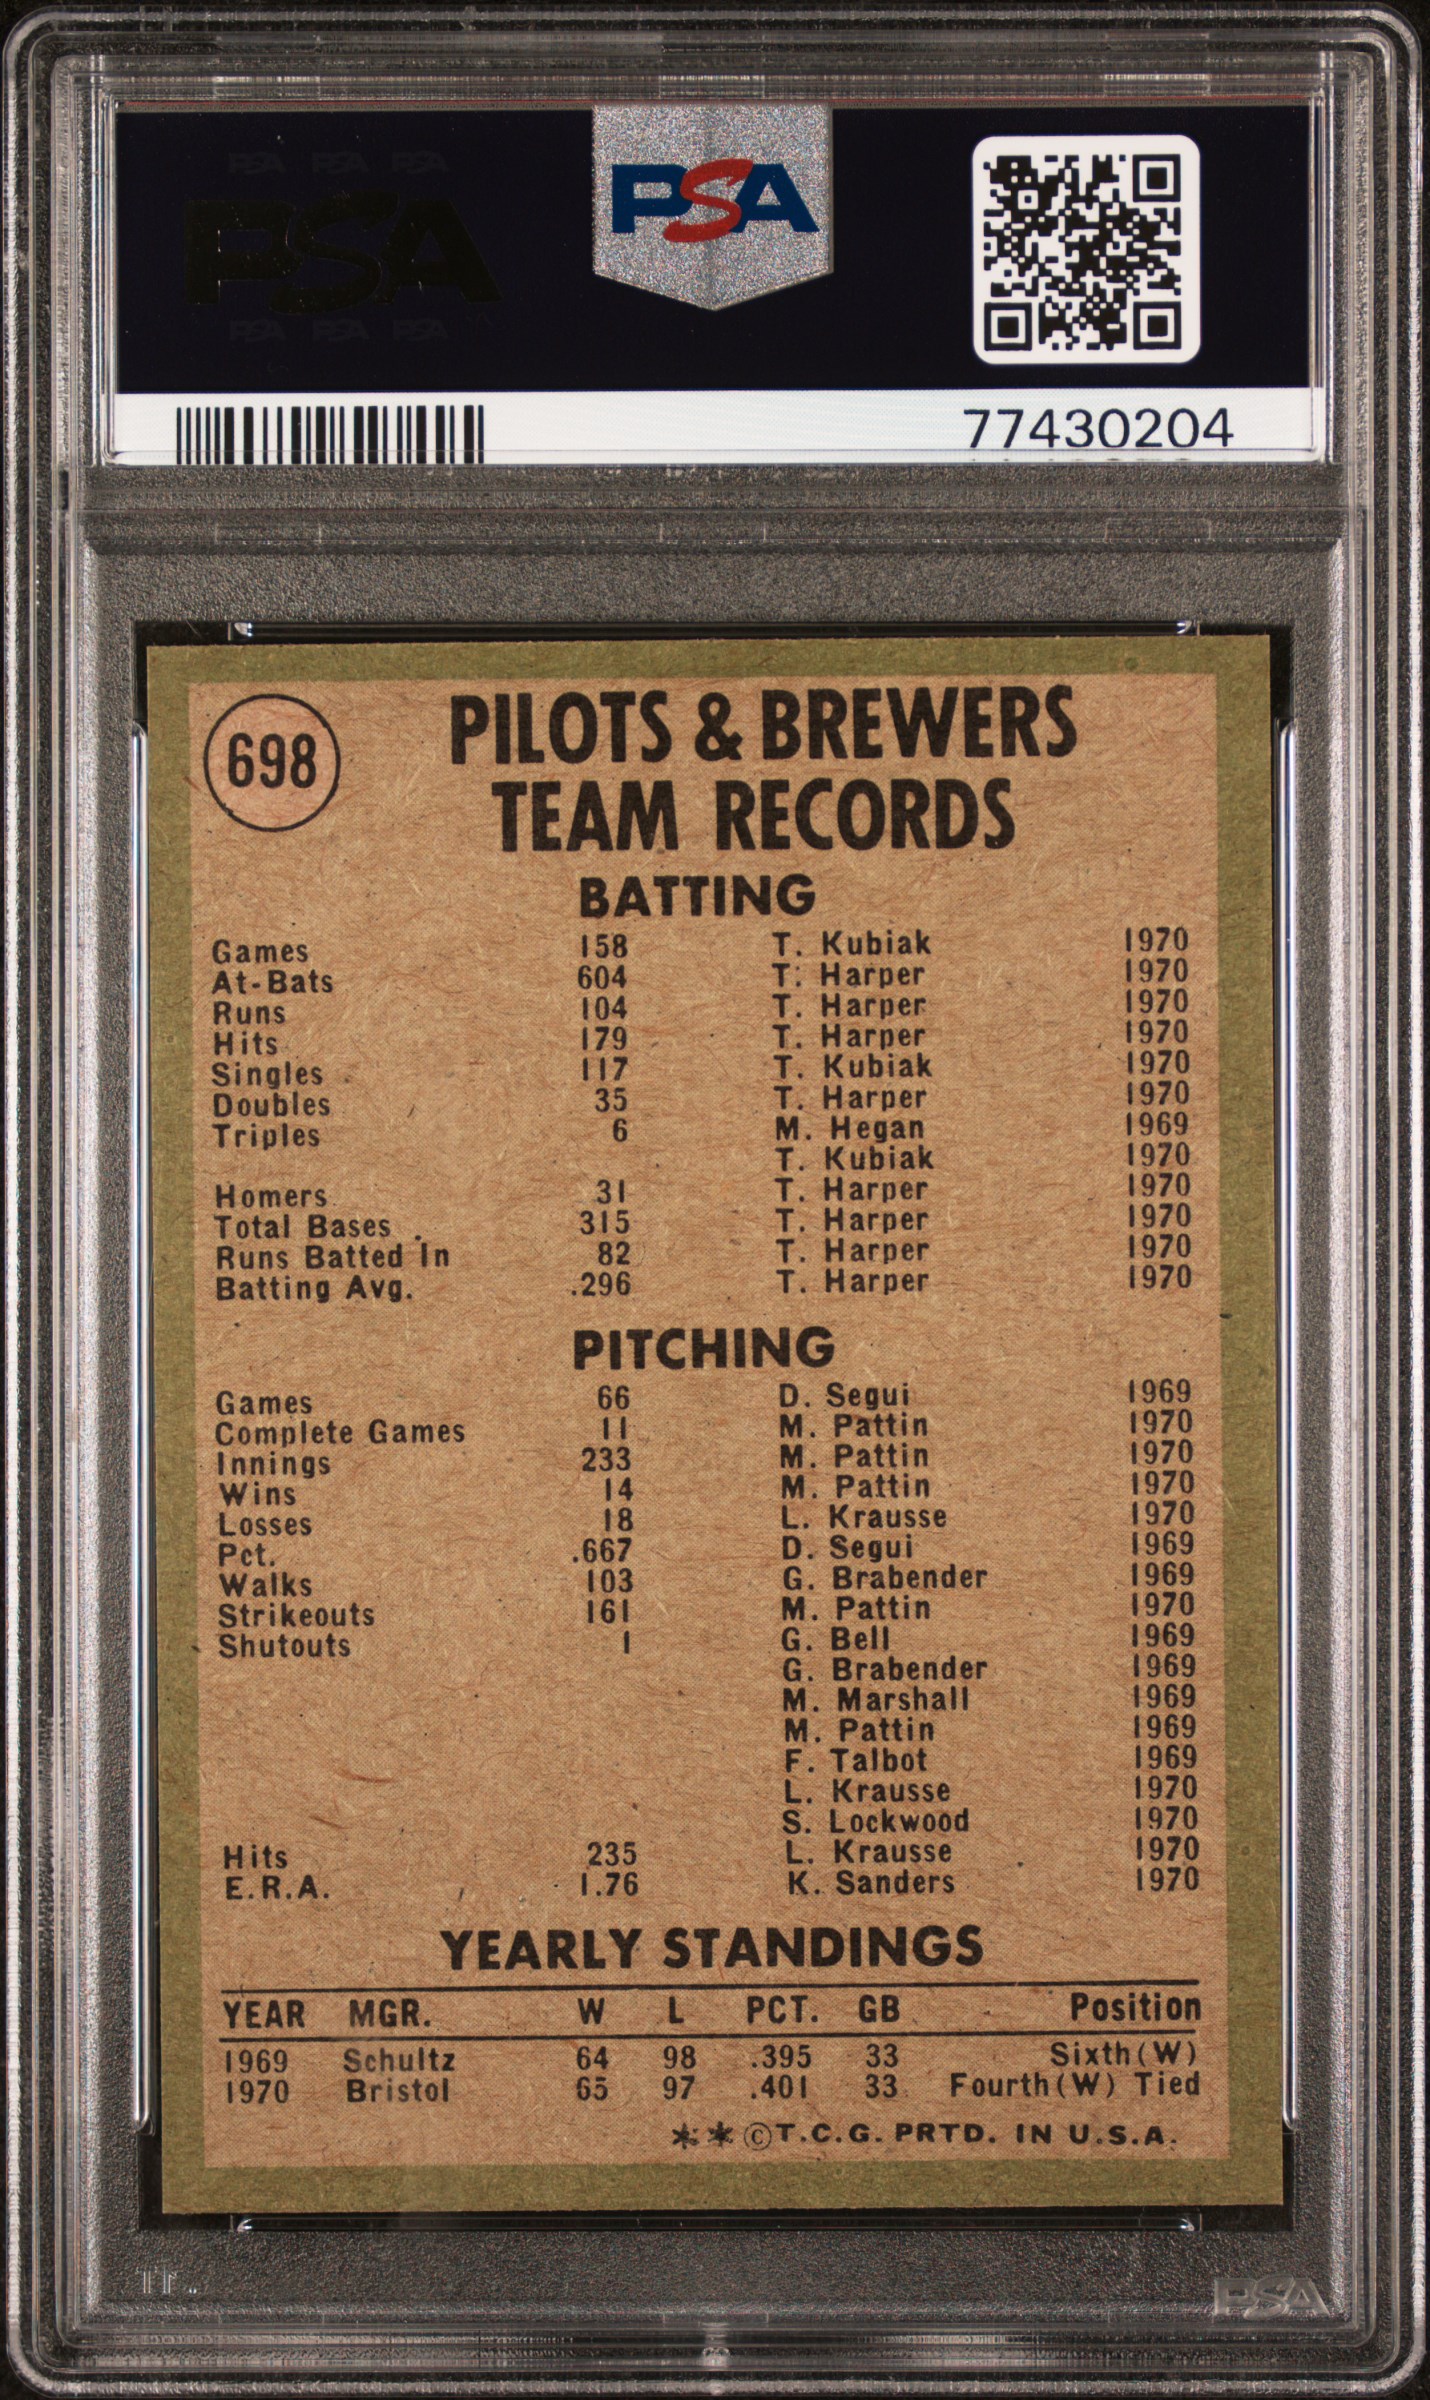 PSA PSA PSA
PSA
PSA PSA PSA
PSA
77430204
698
PILOTS & BREWERS
TEAM RECORDS
BATTING
Games 158 T. Kubiak 1970
At-Bats 604 T. Harper 1970
Runs 104 T. Harper 1970
Hits 179 T. Harper 1970
Singles 117 T. Kubiak 1970
Doubles 35 T. Harper 1970
Triples 6 M. Hegan 1969
T. Kubiak 1970
Homers 31 T. Harper 1970
Total Bases 315 T. Harper 1970
Runs Batted In 82 T. Harper 1970
Batting Avg. .296 T. Harper 1970
PITCHING
Games 66 D. Segui 1969
Complete Games 11 M. Pattin 1970
Innings 233 M. Pattin 1970
Wins 14 M. Pattin 1970
Losses 18 L. Krausse 1970
Pct. .667 D. Segui 1969
Walks 103 G. Brabender 1969
Strikeouts 161 M. Pattin 1970
Shutouts 1 G. Bell 1969
G. Brabender 1969
M. Marshall 1969
M. Pattin 1969
F. Talbot 1969
L. Krausse 1970
S. Lockwood 1970
Hits 235 L. Krausse 1970
E.R.A. 1.76 K. Sanders 1970
YEARLY STANDINGS
YEAR MGR. W L PCT. GB Position
1969 Schultz 64 98 .395 33 Sixth(W)
1970 Bristol 65 97 .401 33 Fourth(W) Tied
**©T.C.G. PRTD. IN U.S.A.
PSA